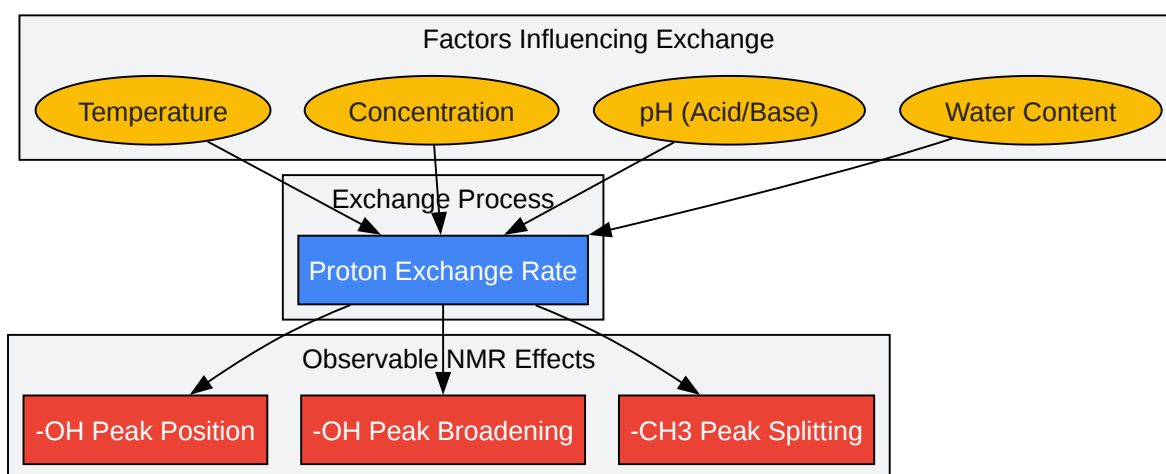 Factors Influencing Exchange
Temperature
Concentration
pH (Acid/Base)
Water Content
Exchange Process
Proton Exchange Rate
Observable NMR Effects
-OH Peak Position
-OH Peak Broadening
-CH3 Peak Splitting